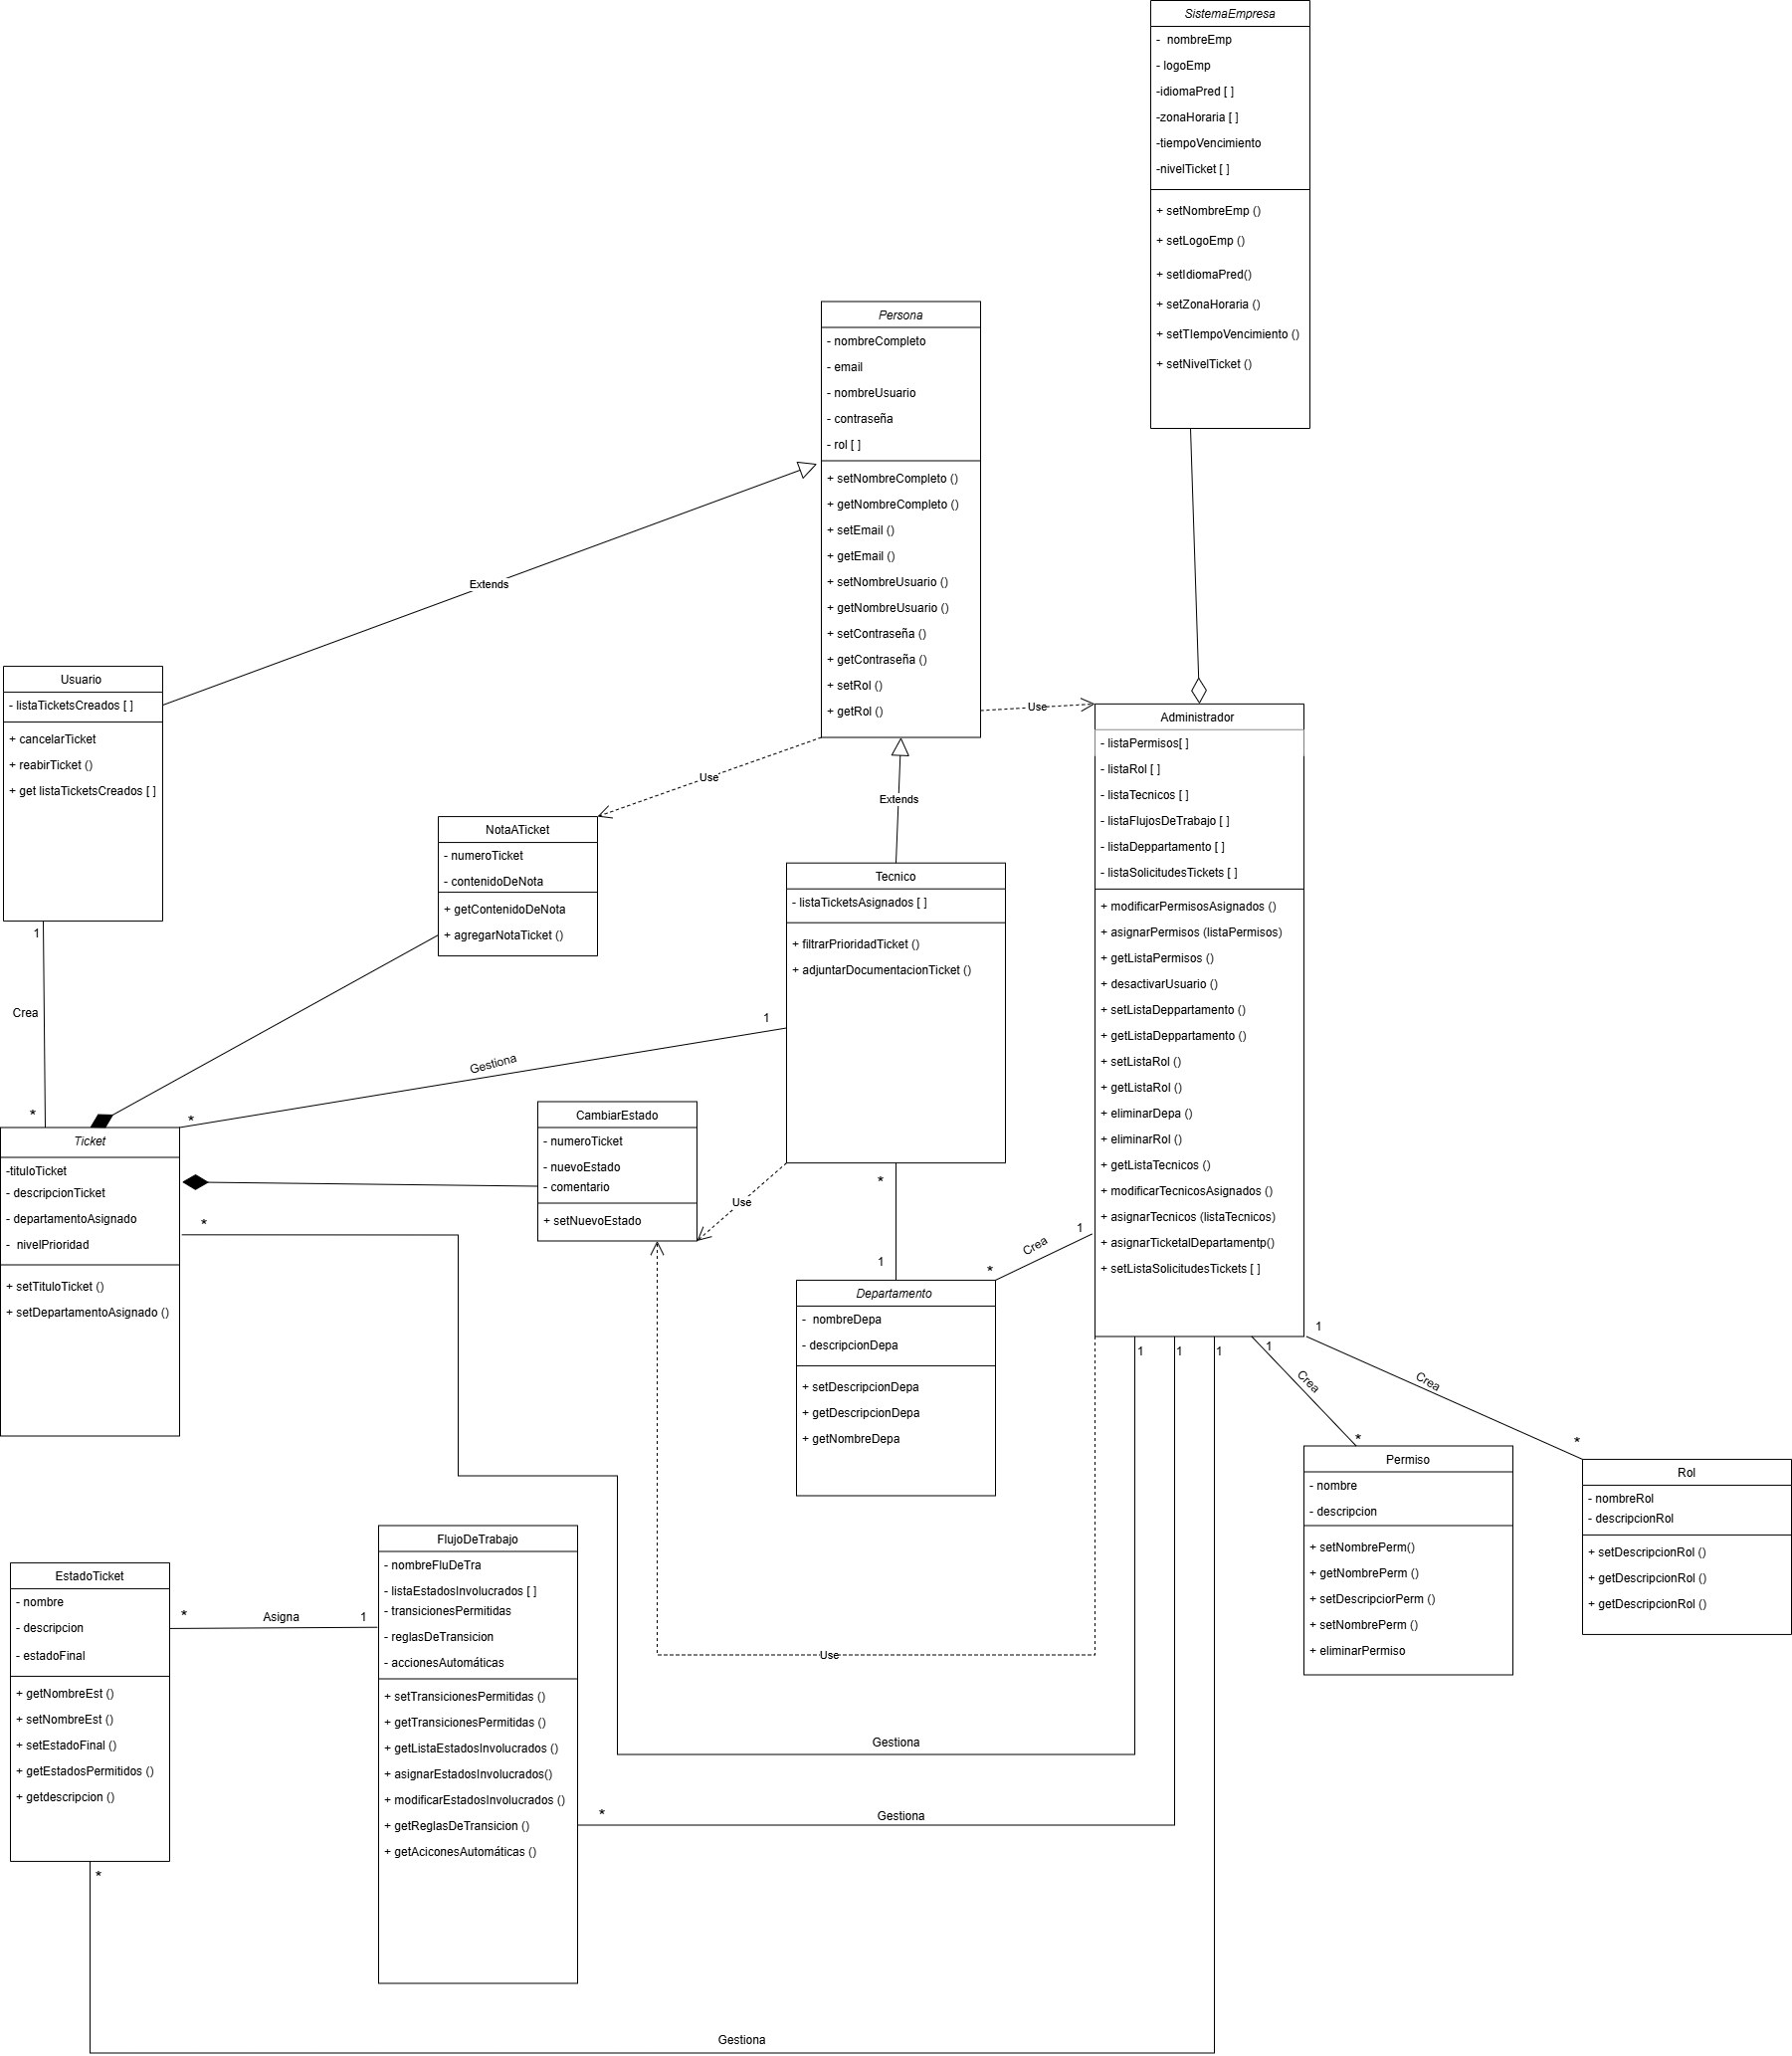 SistemaEmpresa
-  nombreEmp
- logoEmp
-idiomaPred [ ]
-zonaHoraria [ ]
-tiempoVencimiento
-nivelTicket [ ]
+ setNombreEmp ()
+ setLogoEmp ()
+ setIdiomaPred()
+ setZonaHoraria ()
+ setTIempoVencimiento ()
+ setNivelTicket ()
Persona
- nombreCompleto
- email
- nombreUsuario
- contraseña
- rol [ ]
+ setNombreCompleto ()
+ getNombreCompleto ()
+ setEmail ()
+ getEmail ()
+ setNombreUsuario ()
+ getNombreUsuario ()
+ setContraseña ()
+ getContraseña ()
+ setRol ()
+ getRol ()
Extends
Use
Use
Extends
Usuario
- listaTicketsCreados [ ]
+ cancelarTicket
+ reabirTicket ()
+ get listaTicketsCreados [ ]
1
Crea
*
NotaATicket
- numeroTicket
- contenidoDeNota
+ getContenidoDeNota
+ agregarNotaTicket ()
Tecnico
- listaTicketsAsignados [ ]
+ filtrarPrioridadTicket ()
+ adjuntarDocumentacionTicket ()
1
Gestiona
*
Administrador
- listaPermisos[ ]
- listaRol [ ]
- listaTecnicos [ ]
- listaFlujosDeTrabajo [ ]
- listaDeppartamento [ ]
- listaSolicitudesTickets [ ]
+ modificarPermisosAsignados ()
+ asignarPermisos (listaPermisos)
+ getListaPermisos ()
+ desactivarUsuario ()
+ setListaDeppartamento ()
+ getListaDeppartamento ()
+ setListaRol ()
+ getListaRol ()
+ eliminarDepa ()
+ eliminarRol ()
+ getListaTecnicos ()
+ modificarTecnicosAsignados ()
+ asignarTecnicos (listaTecnicos)
+ asignarTicketalDepartamentp()
+ setListaSolicitudesTickets [ ]
Ticket
-tituloTicket
- descripcionTicket
- departamentoAsignado
-  nivelPrioridad
+ setTituloTicket ()
+ setDepartamentoAsignado ()
*
CambiarEstado
- numeroTicket
- nuevoEstado
- comentario
+ setNuevoEstado
Use
*
1
Crea
1
*
Departamento
-  nombreDepa
- descripcionDepa
+ setDescripcionDepa
+ getDescripcionDepa
+ getNombreDepa
1
1
1
1
Crea
*
1
Crea
*
Permiso
- nombre
- descripcion
+ setNombrePerm()
+ getNombrePerm ()
+ setDescripciorPerm ()
+ setNombrePerm ()
+ eliminarPermiso
Rol
- nombreRol
- descripcionRol
+ setDescripcionRol ()
+ getDescripcionRol ()
+ getDescripcionRol ()
EstadoTicket
- nombre
- descripcion
- estadoFinal
+ getNombreEst ()
+ setNombreEst ()
+ setEstadoFinal ()
+ getEstadosPermitidos ()
+ getdescripcion ()
*
Asigna
1
FlujoDeTrabajo
- nombreFluDeTra
- listaEstadosInvolucrados [ ]
- transicionesPermitidas
- reglasDeTransicion
- accionesAutomáticas
+ setTransicionesPermitidas ()
+ getTransicionesPermitidas ()
+ getListaEstadosInvolucrados ()
+ asignarEstadosInvolucrados()
+ modificarEstadosInvolucrados ()
+ getReglasDeTransicion ()
+ getAciconesAutomáticas ()
Use
Gestiona
*
Gestiona
*
Gestiona